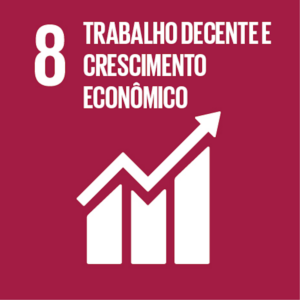 8 TRABALHO DECENTE E
CRESCIMENTO
ECONÔMICO